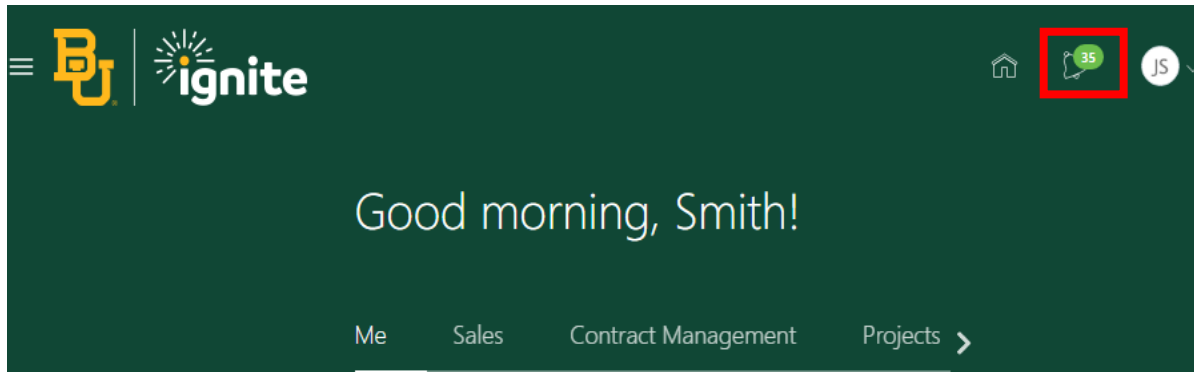 BU ignite 35 JS
Good morning, Smith!
Me Sales Contract Management Projects